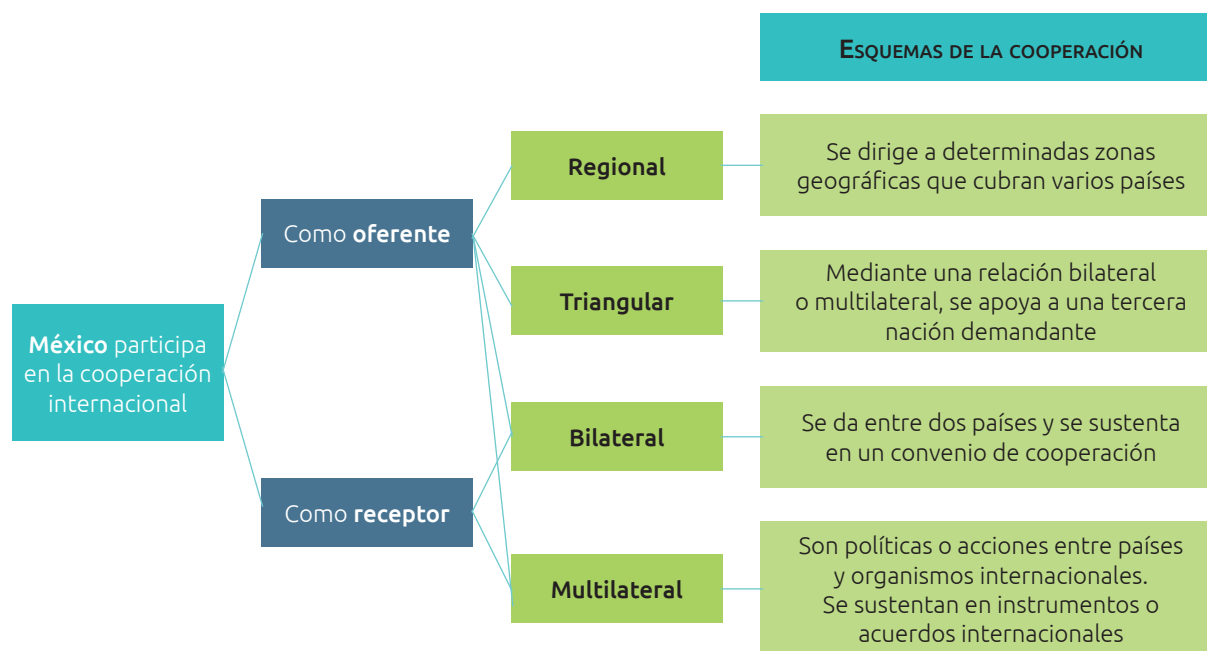 ESQUEMAS DE LA COOPERACIÓN
México participa
en la cooperación
internacional
Como oferente
Como receptor
Regional
Se dirige a determinadas zonas
geográficas que cubran varios países
Triangular
Mediante una relación bilateral
o multilateral, se apoya a una tercera
nación demandante
Bilateral
Se da entre dos países y se sustenta
en un convenio de cooperación
Multilateral
Son políticas o acciones entre países
y organismos internacionales.
Se sustentan en instrumentos o
acuerdos internacionales